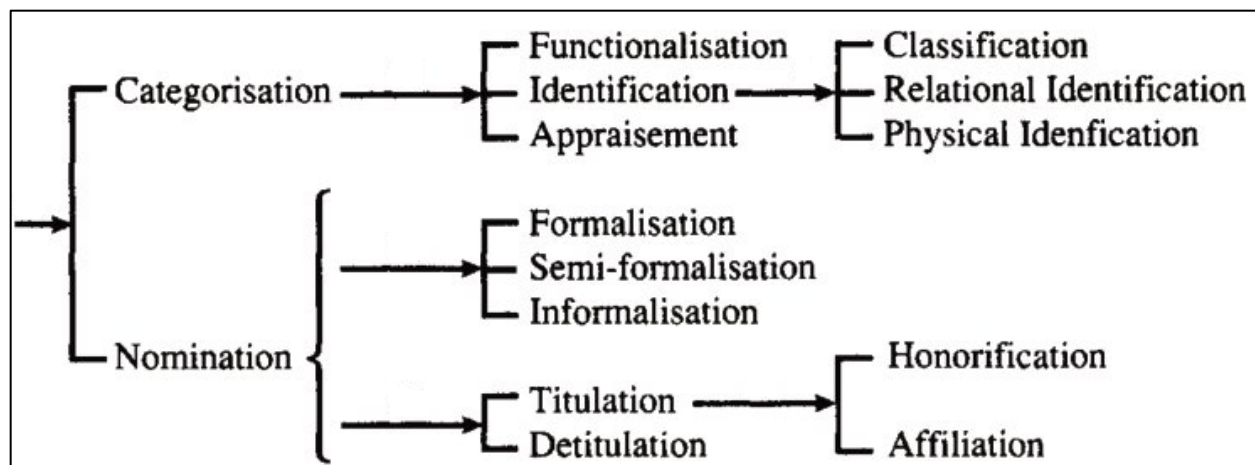 Functionalisation
Classification
Categorisation
Identification
Relational Identification
Appraisement
Physical Idenfication
Formalisation
Semi-formalisation
Informalisation
Nomination
Honorification
Titulation
Detitulation
Affiliation